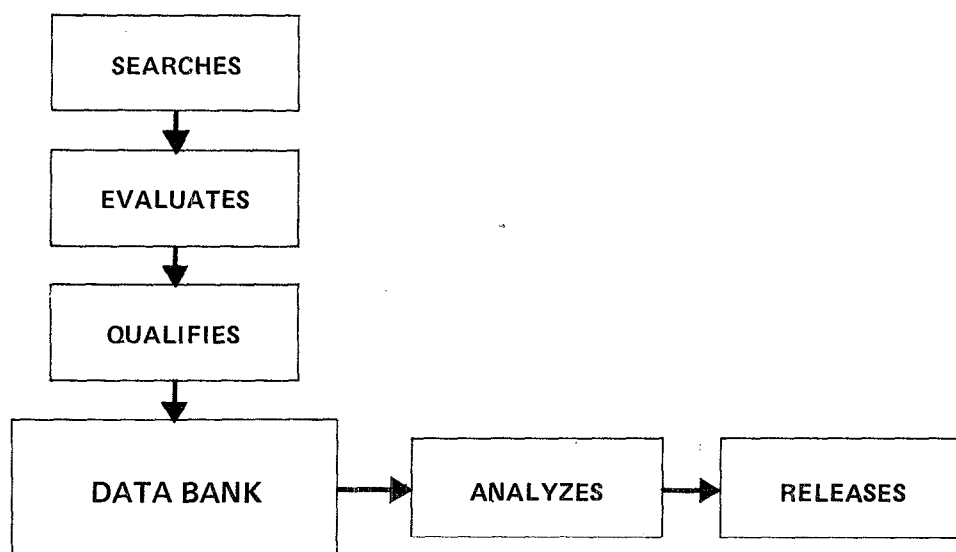 SEARCHES
EVALUATES
QUALIFIES
DATA BANK
ANALYZES
RELEASES